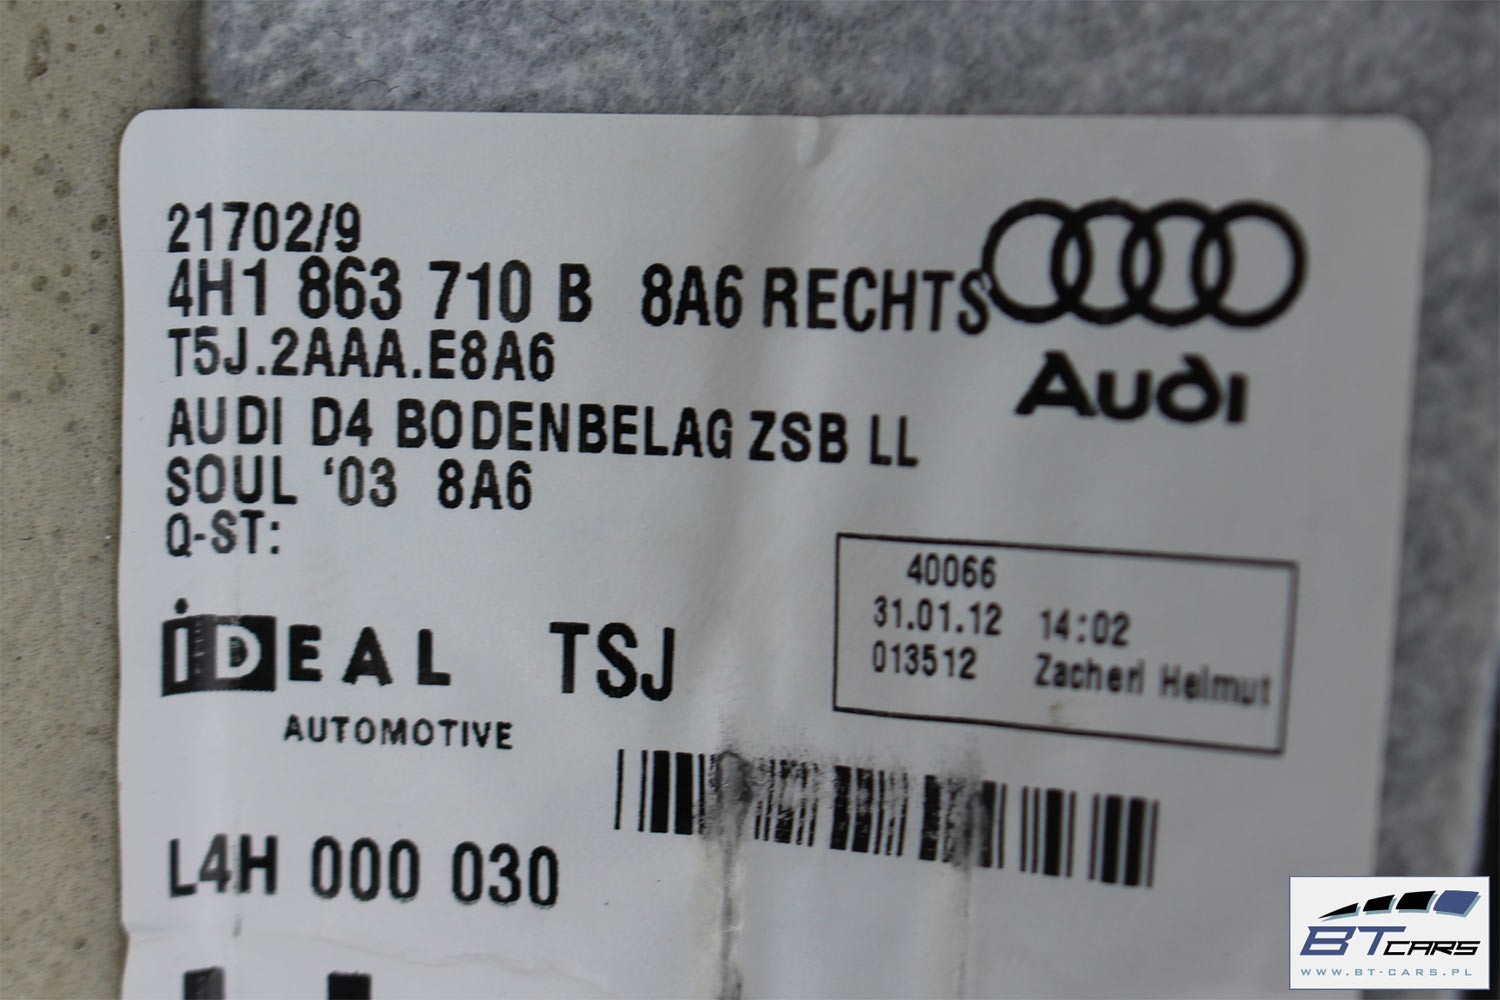 21702/9
4H1 863 710 B 8A6 RECHTS
T5J.2AAA.E8A6
AUDI D4 BODENBELAG ZSB LL
SOUL '03 8A6
Q-ST:
Audi
40066
31.01.12 14:02
013512 Zacherl Helmut
iDEAL TSJ
AUTOMOTIVE
L4H 000 030
BT CARS
WWW.BT-CARS.PL